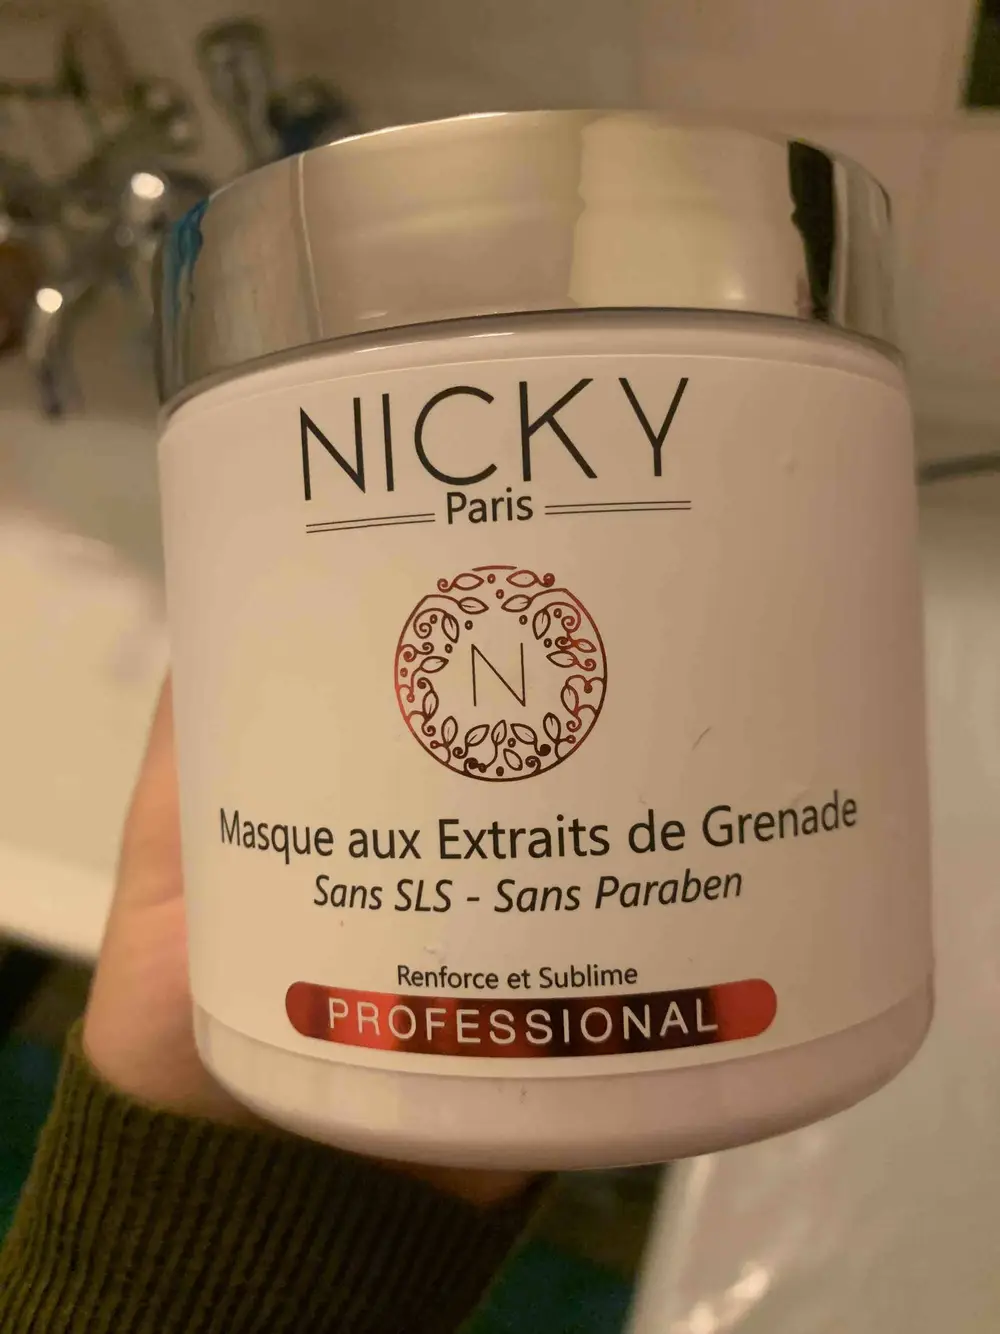 NICKY
Paris
N
Masque aux Extraits de Grenade
Sans SLS - Sans Paraben
Renforce et Sublime
PROFESSIONAL